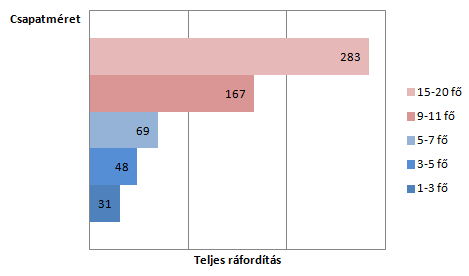 Csapatméret
283
167
69
48
31
15-20 fő
9-11 fő
5-7 fő
3-5 fő
1-3 fő
Teljes ráfordítás